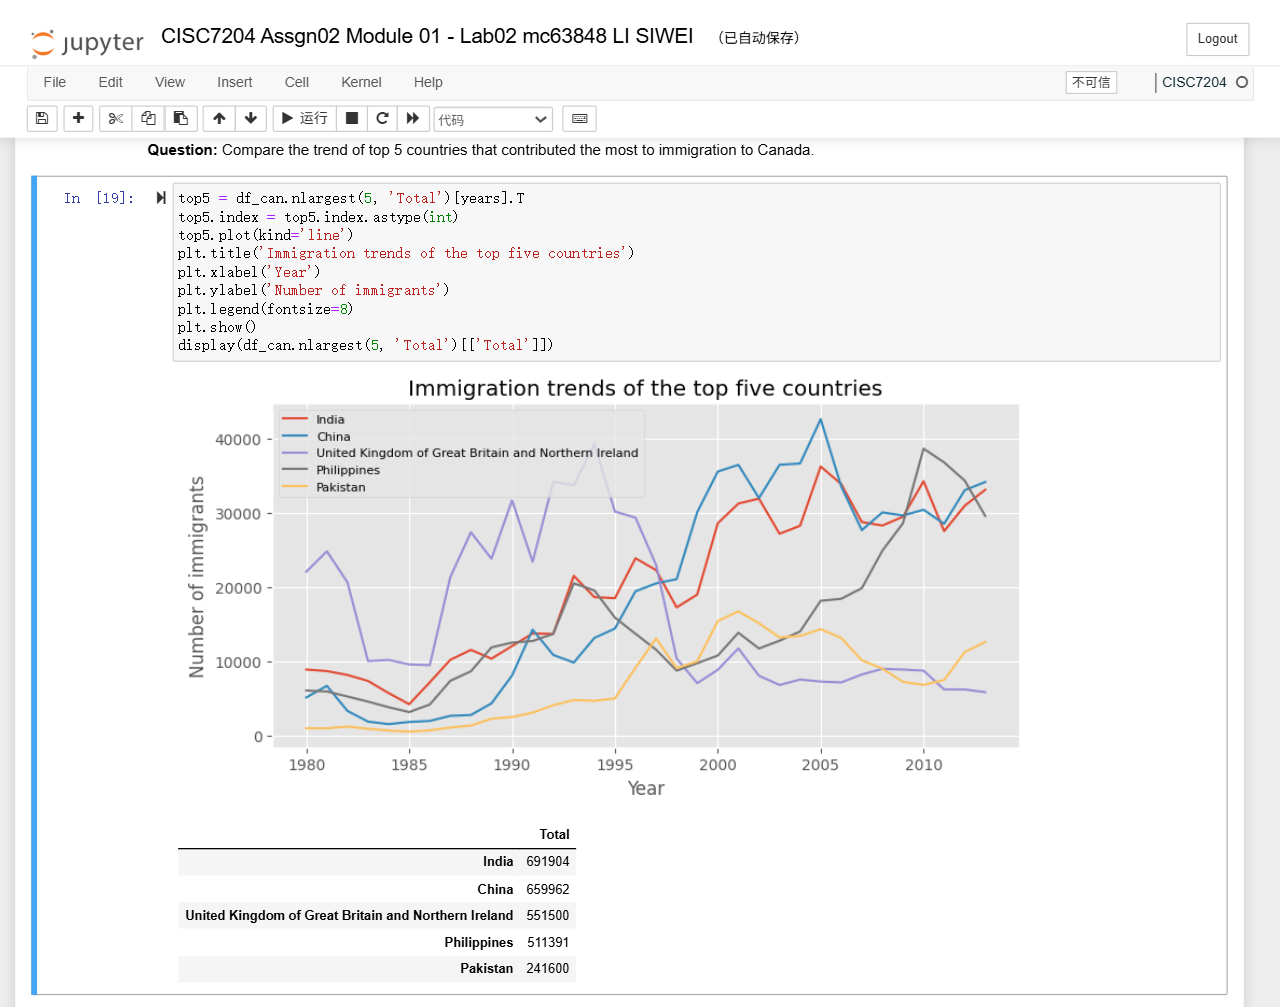 jupyter CISC7204 Assgn02 Module 01 - Lab02 mc63848 LI SIWEI (已自动保存) Logout
File Edit View Insert Cell Kernel Help 不可信 CISC7204
运行 代码
Question: Compare the trend of top 5 countries that contributed the most to immigration to Canada.
In [19]: top5 = df_can.nlargest(5, 'Total')[years].T
top5.index = top5.index.astype(int)
top5.plot(kind='line')
plt.title('Immigration trends of the top five countries')
plt.xlabel('Year')
plt.ylabel('Number of immigrants')
plt.legend(fontsize=8)
plt.show()
display(df_can.nlargest(5, 'Total')[['Total']])
Immigration trends of the top five countries
India
China
United Kingdom of Great Britain and Northern Ireland
Philippines
Pakistan
40000
30000
20000
10000
0
Number of immigrants
1980 1985 1990 1995 2000 2005 2010
Year
Total
India 691904
China 659962
United Kingdom of Great Britain and Northern Ireland 551500
Philippines 511391
Pakistan 241600